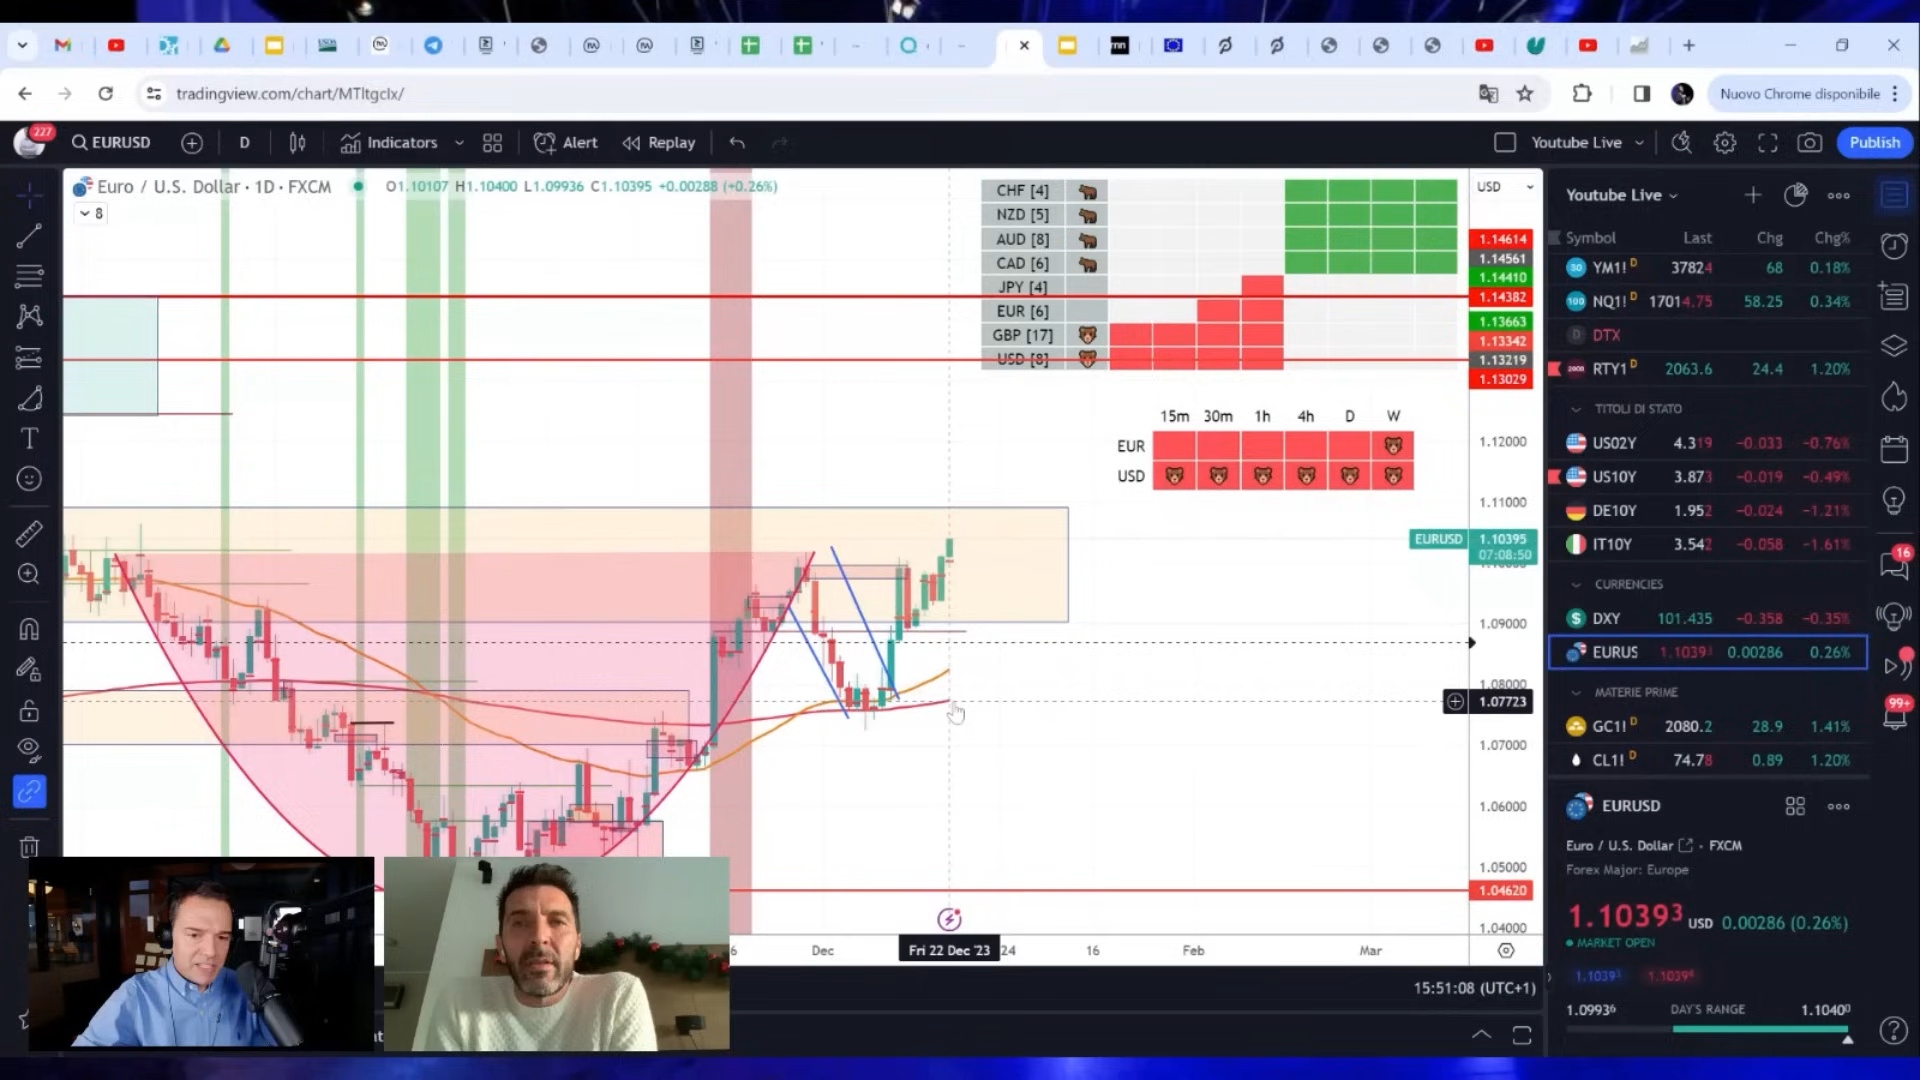 tradingview.com/chart/MTltgclx/
Nuovo Chrome disponibile
227
EURUSD
D
Indicators
Alert
Replay
Youtube Live
Publish
Euro / U.S. Dollar · 1D · FXCM
O1.10107 H1.10400 L1.09936 C1.10395 +0.00288 (+0.26%)
8
CHF [4]
NZD [5]
AUD [8]
CAD [6]
JPY [4]
EUR [6]
GBP [17]
USD [8]
15m 30m 1h 4h D W
EUR
USD
USD
1.14614
1.14561
1.14410
1.14382
1.13663
1.13342
1.13219
1.13029
1.12000
1.11000
EURUSD 1.10395
07:08:50
1.09000
1.08000
1.07723
1.07000
1.06000
1.05000
1.04620
1.04000
Dec Fri 22 Dec '23 24 16 Feb Mar
15:51:08 (UTC+1)
Youtube Live
Symbol Last Chg Chg%
YM1! D 37824 68 0.18%
NQ1! D 17014.75 58.25 0.34%
D DTX
RTY1 D 2063.6 24.4 1.20%
TITOLI DI STATO
US02Y 4.319 −0.033 −0.76%
US10Y 3.873 −0.019 −0.49%
DE10Y 1.952 −0.024 −1.21%
IT10Y 3.542 −0.058 −1.61%
CURRENCIES
DXY 101.435 −0.358 −0.35%
EURUS 1.10393 0.00286 0.26%
MATERIE PRIME
GC1! D 2080.2 28.9 1.41%
CL1! D 74.78 0.89 1.20%
EURUSD
Euro / U.S. Dollar · FXCM
Forex Major: Europe
1.10393 USD 0.00286 (0.26%)
MARKET OPEN
1.10393 1.10394
1.09936 DAY'S RANGE 1.10400
16
99+